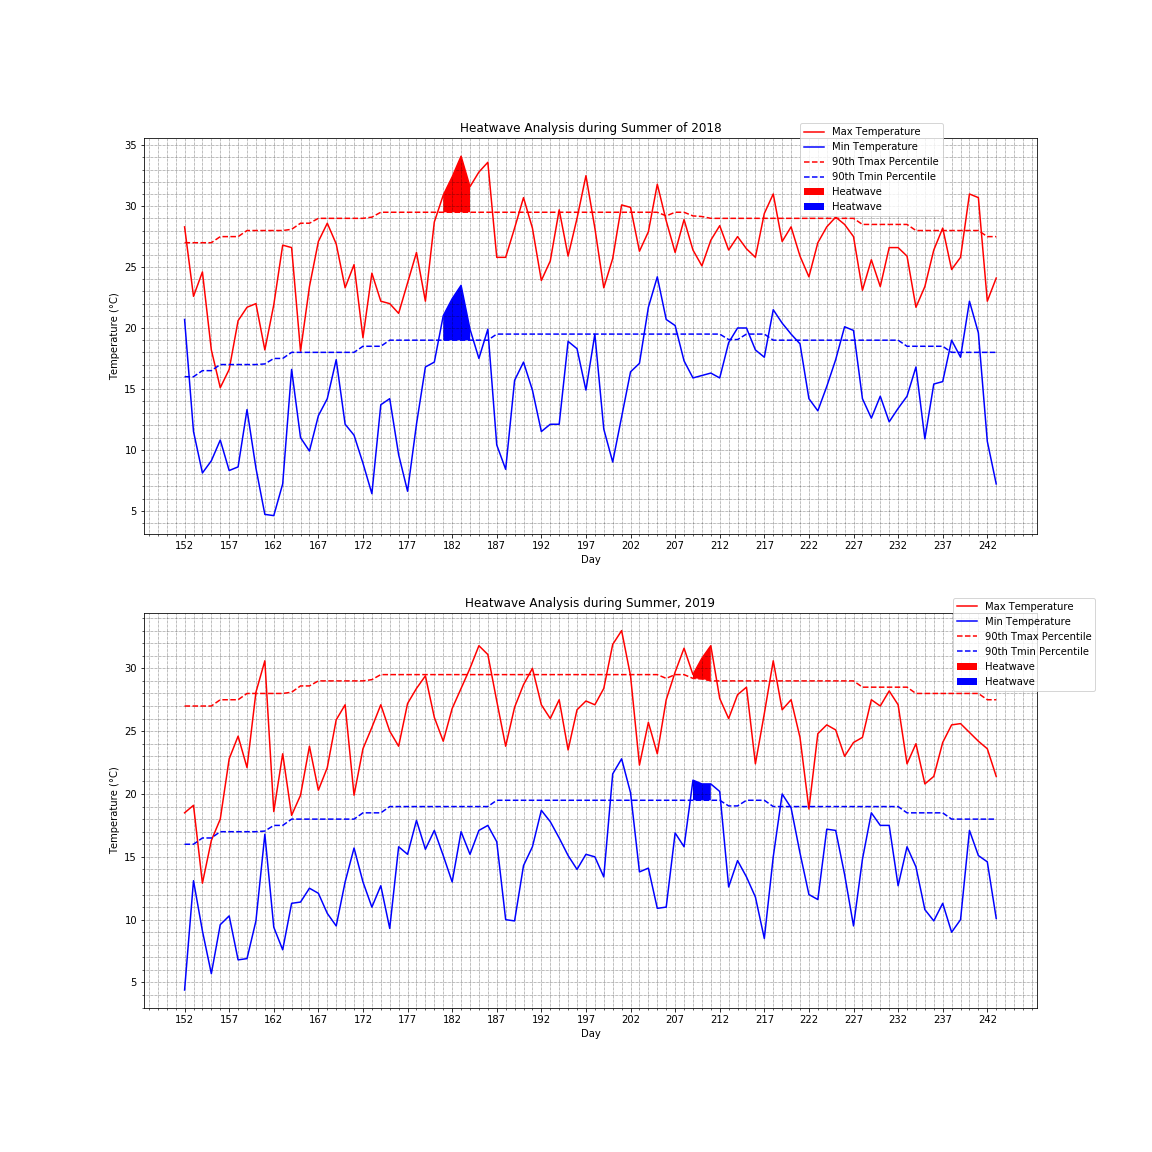 Heatwave Analysis during Summer of 2018
Max Temperature
Min Temperature
90th Tmax Percentile
90th Tmin Percentile
Heatwave
Heatwave
35
30
25
20
15
10
5
Temperature (°C)
152 157 162 167 172 177 182 187 192 197 202 207 212 217 222 227 232 237 242
Day
Heatwave Analysis during Summer, 2019
Max Temperature
Min Temperature
90th Tmax Percentile
90th Tmin Percentile
Heatwave
Heatwave
30
25
20
15
10
5
Temperature (°C)
152 157 162 167 172 177 182 187 192 197 202 207 212 217 222 227 232 237 242
Day